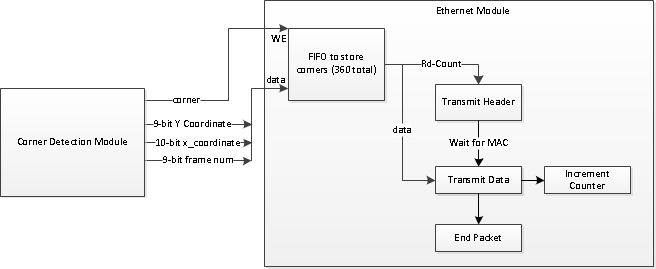 Ethernet Module
WE
FIFO to store
corners (360 total)
Rd-Count
data
corner
Transmit Header
9-bit Y Coordinate
data
Corner Detection Module
10-bit x_coordinate
Wait for MAC
9-bit frame num
Transmit Data
Increment
Counter
End Packet